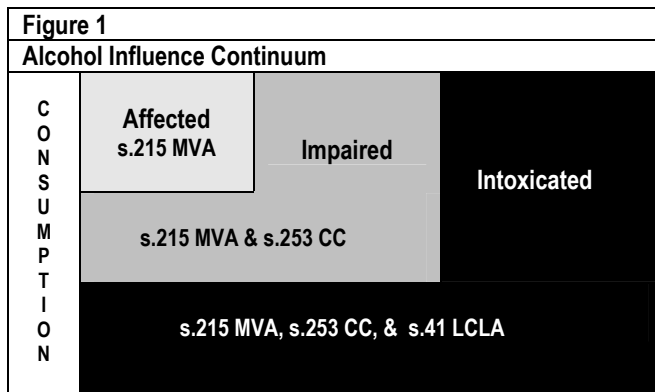 Figure 1
Alcohol Influence Continuum
CONSUMPTION
Affected
s.215 MVA
Impaired
Intoxicated
s.215 MVA & s.253 CC
s.215 MVA, s.253 CC, & s.41 LCLA